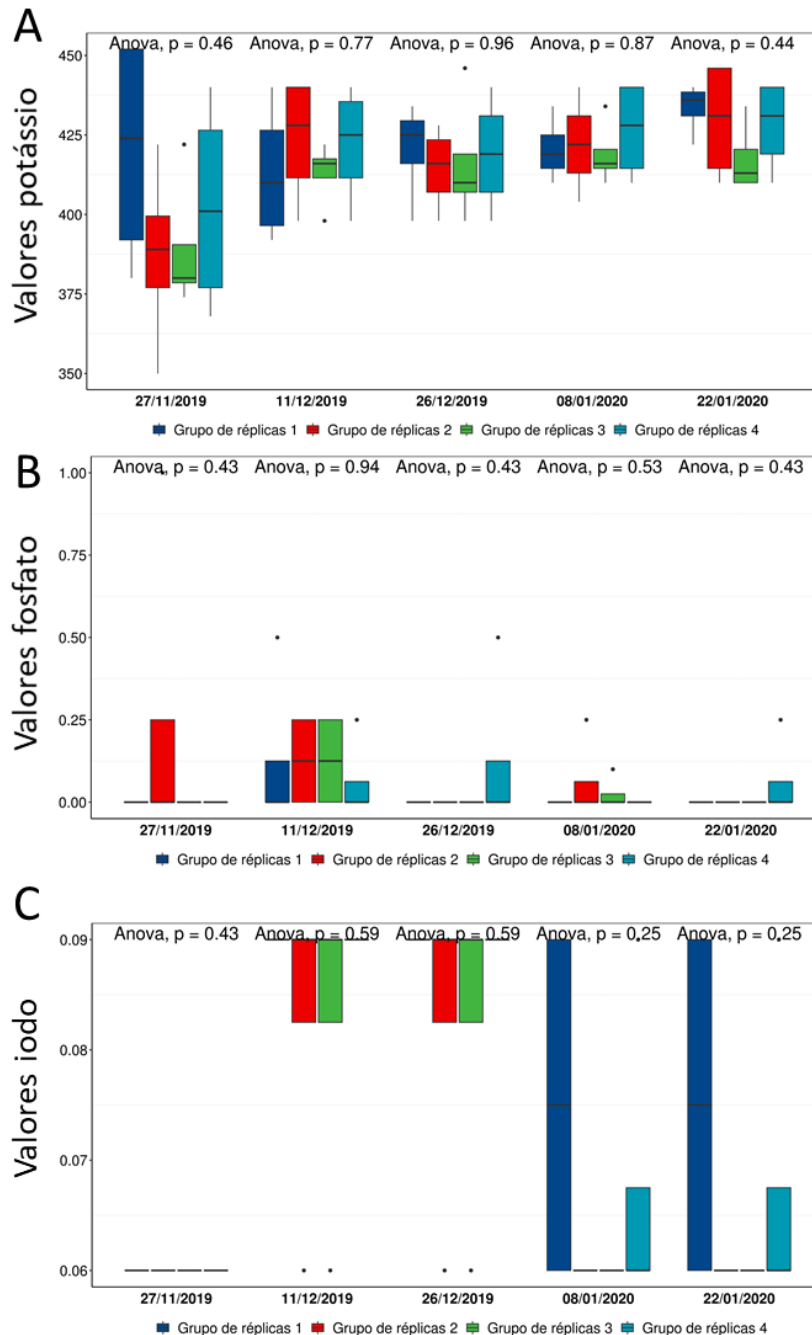 A
Valores potássio
Anova, p = 0.46 Anova, p = 0.77 Anova, p = 0.96 Anova, p = 0.87 Anova, p = 0.44
450
425
400
375
350
27/11/2019 11/12/2019 26/12/2019 08/01/2020 22/01/2020
Grupo de réplicas 1 Grupo de réplicas 2 Grupo de réplicas 3 Grupo de réplicas 4
B
Valores fosfato
Anova, p = 0.43 Anova, p = 0.94 Anova, p = 0.43 Anova, p = 0.53 Anova, p = 0.43
1.00
0.75
0.50
0.25
0.00
27/11/2019 11/12/2019 26/12/2019 08/01/2020 22/01/2020
Grupo de réplicas 1 Grupo de réplicas 2 Grupo de réplicas 3 Grupo de réplicas 4
C
Valores iodo
Anova, p = 0.43 Anova, p = 0.59 Anova, p = 0.59 Anova, p = 0.25 Anova, p = 0.25
0.09
0.08
0.07
0.06
27/11/2019 11/12/2019 26/12/2019 08/01/2020 22/01/2020
Grupo de réplicas 1 Grupo de réplicas 2 Grupo de réplicas 3 Grupo de réplicas 4